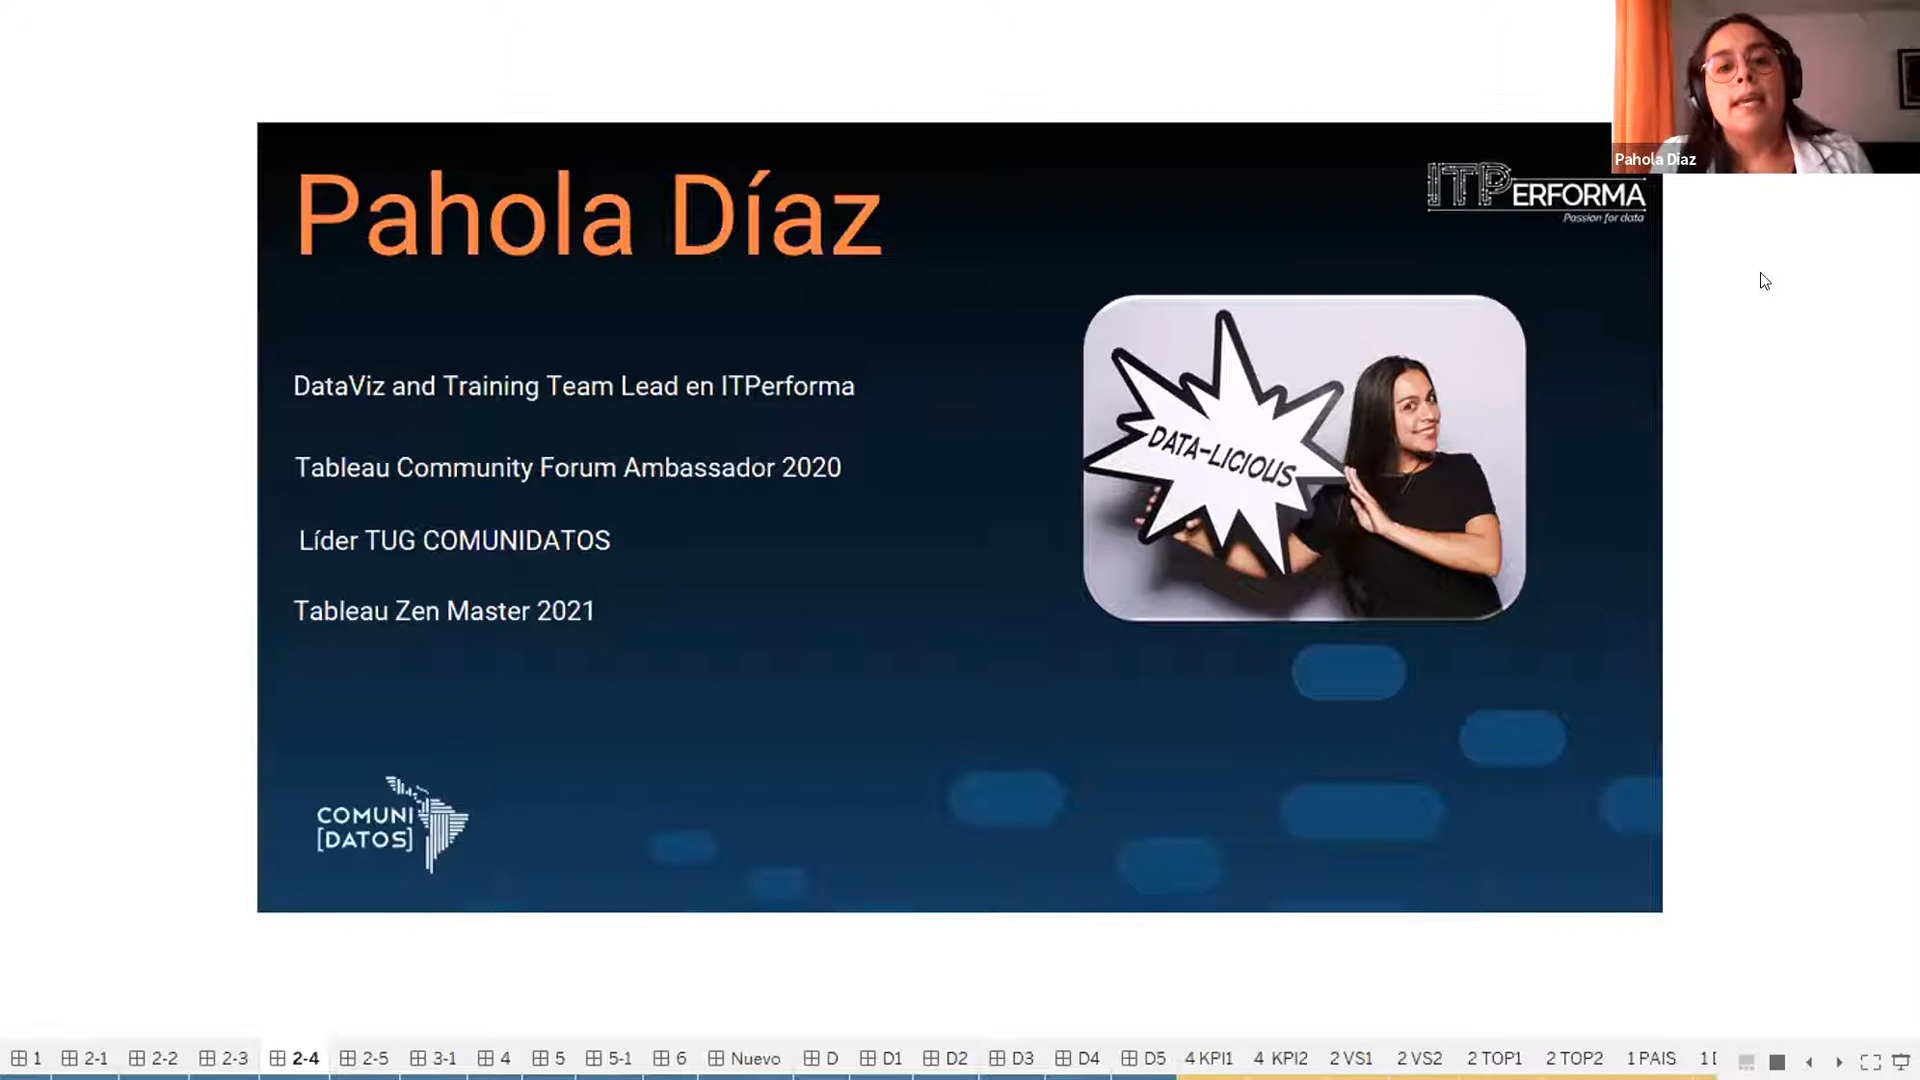 Pahola Diaz
Pahola Díaz
ITPERFORMA
Passion for data
DataViz and Training Team Lead en ITPerforma
Tableau Community Forum Ambassador 2020
Líder TUG COMUNIDATOS
Tableau Zen Master 2021
DATA-LICIOUS
COMUNI
[DATOS]
1 2-1 2-2 2-3 2-4 2-5 3-1 4 5 5-1 6 Nuevo D D1 D2 D3 D4 D5 4 KPI1 4 KPI2 2 VS1 2 VS2 2 TOP1 2 TOP2 1 PAIS